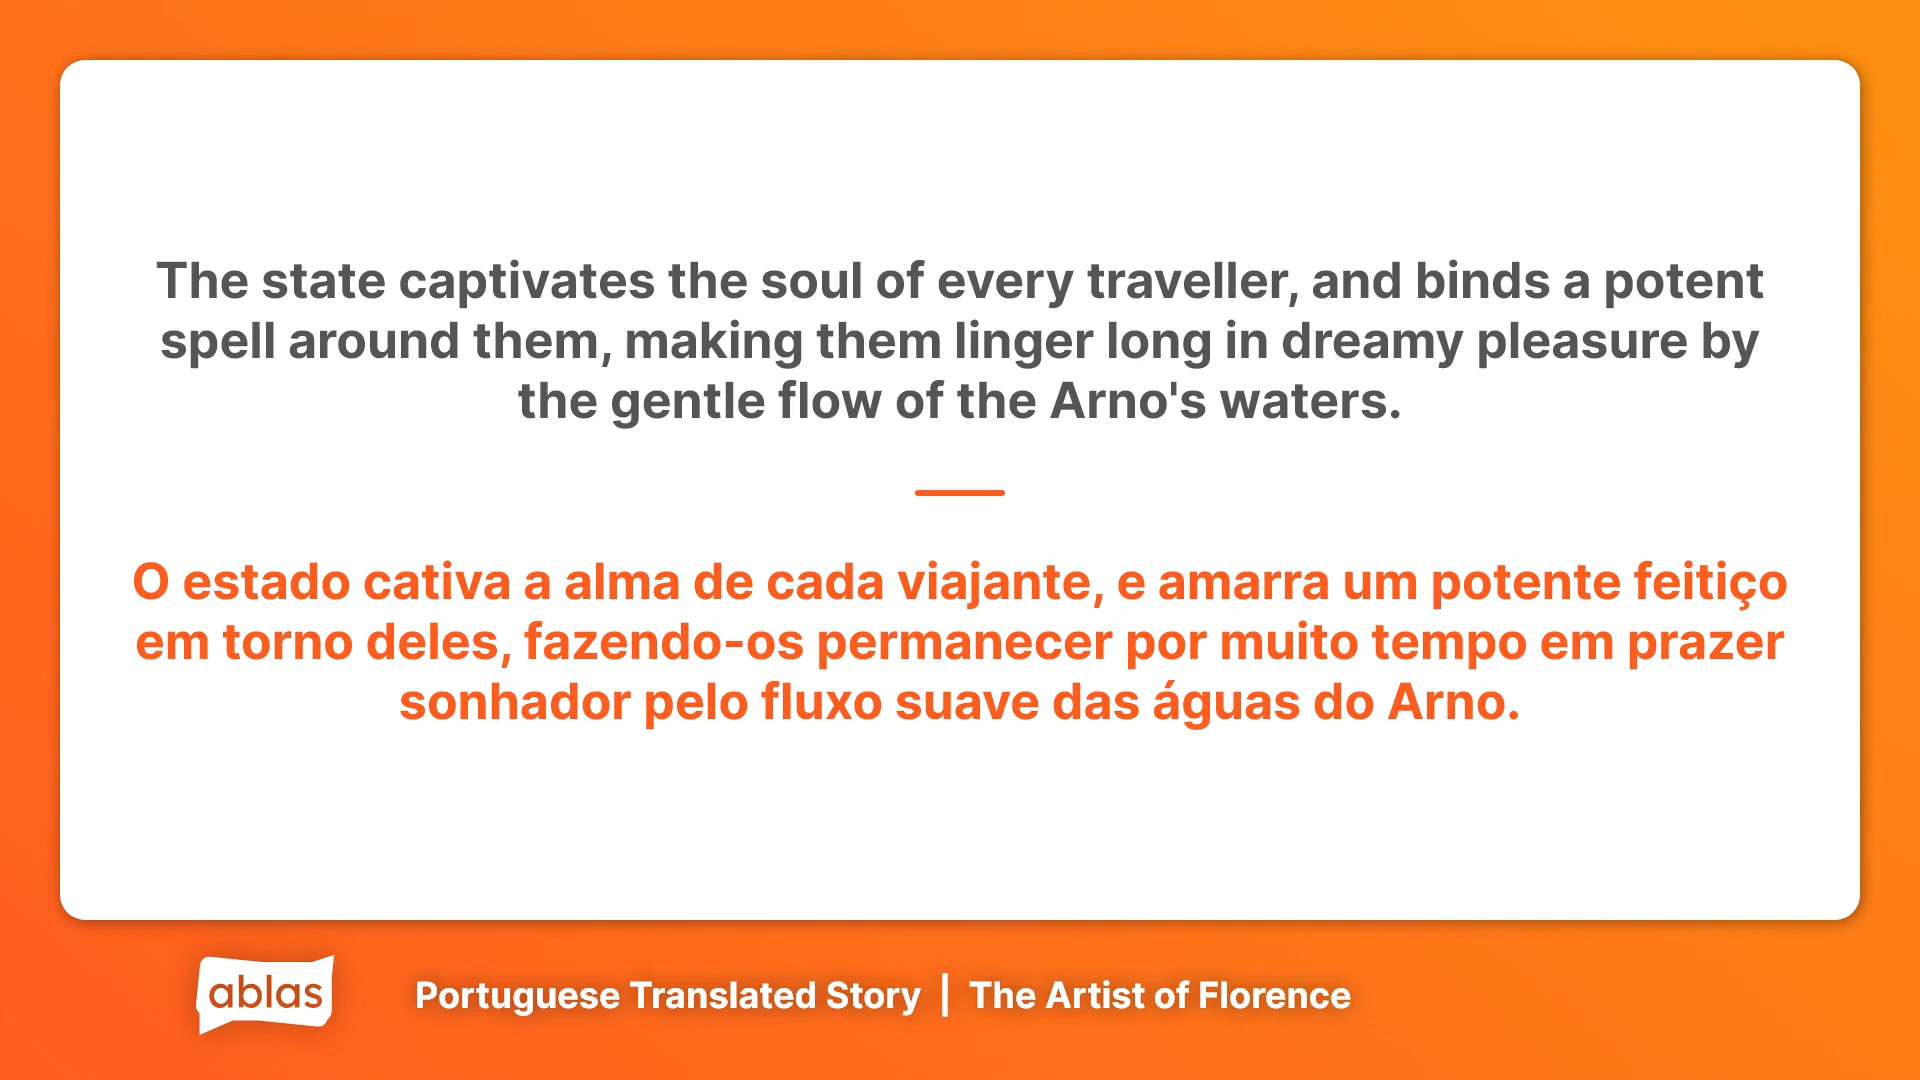 The state captivates the soul of every traveller, and binds a potent
spell around them, making them linger long in dreamy pleasure by
the gentle flow of the Arno's waters.
O estado cativa a alma de cada viajante, e amarra um potente feitiço
em torno deles, fazendo-os permanecer por muito tempo em prazer
sonhador pelo fluxo suave das águas do Arno.
ablas
Portuguese Translated Story | The Artist of Florence